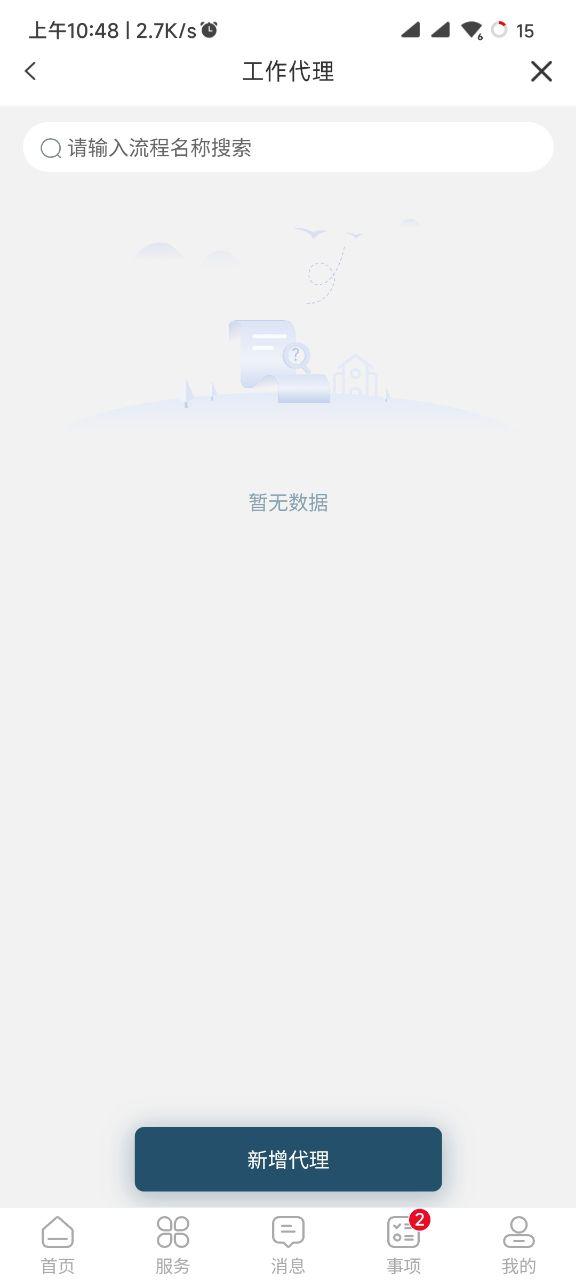 上午10:48 | 2.7K/s
6
15
工作代理
请输入流程名称搜索
?
暂无数据
新增代理
2
首页 服务 消息 事项 我的